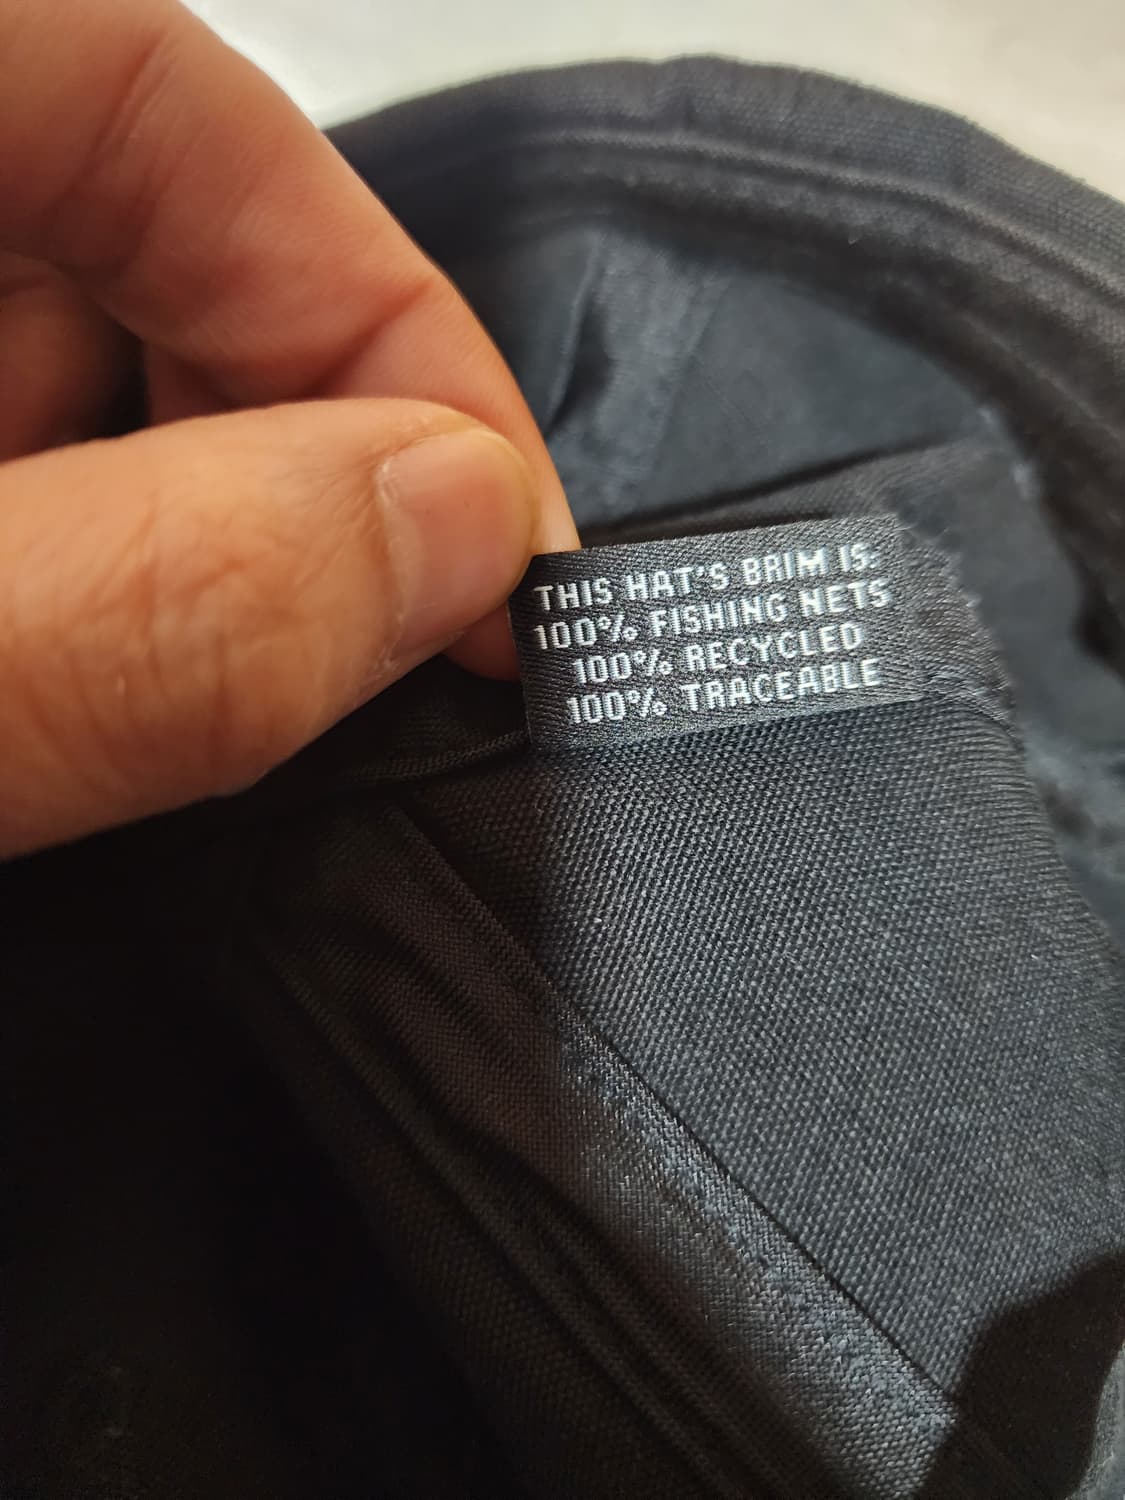 THIS HAT'S BRIM IS:
100% FISHING NETS
100% RECYCLED
100% TRACEABLE